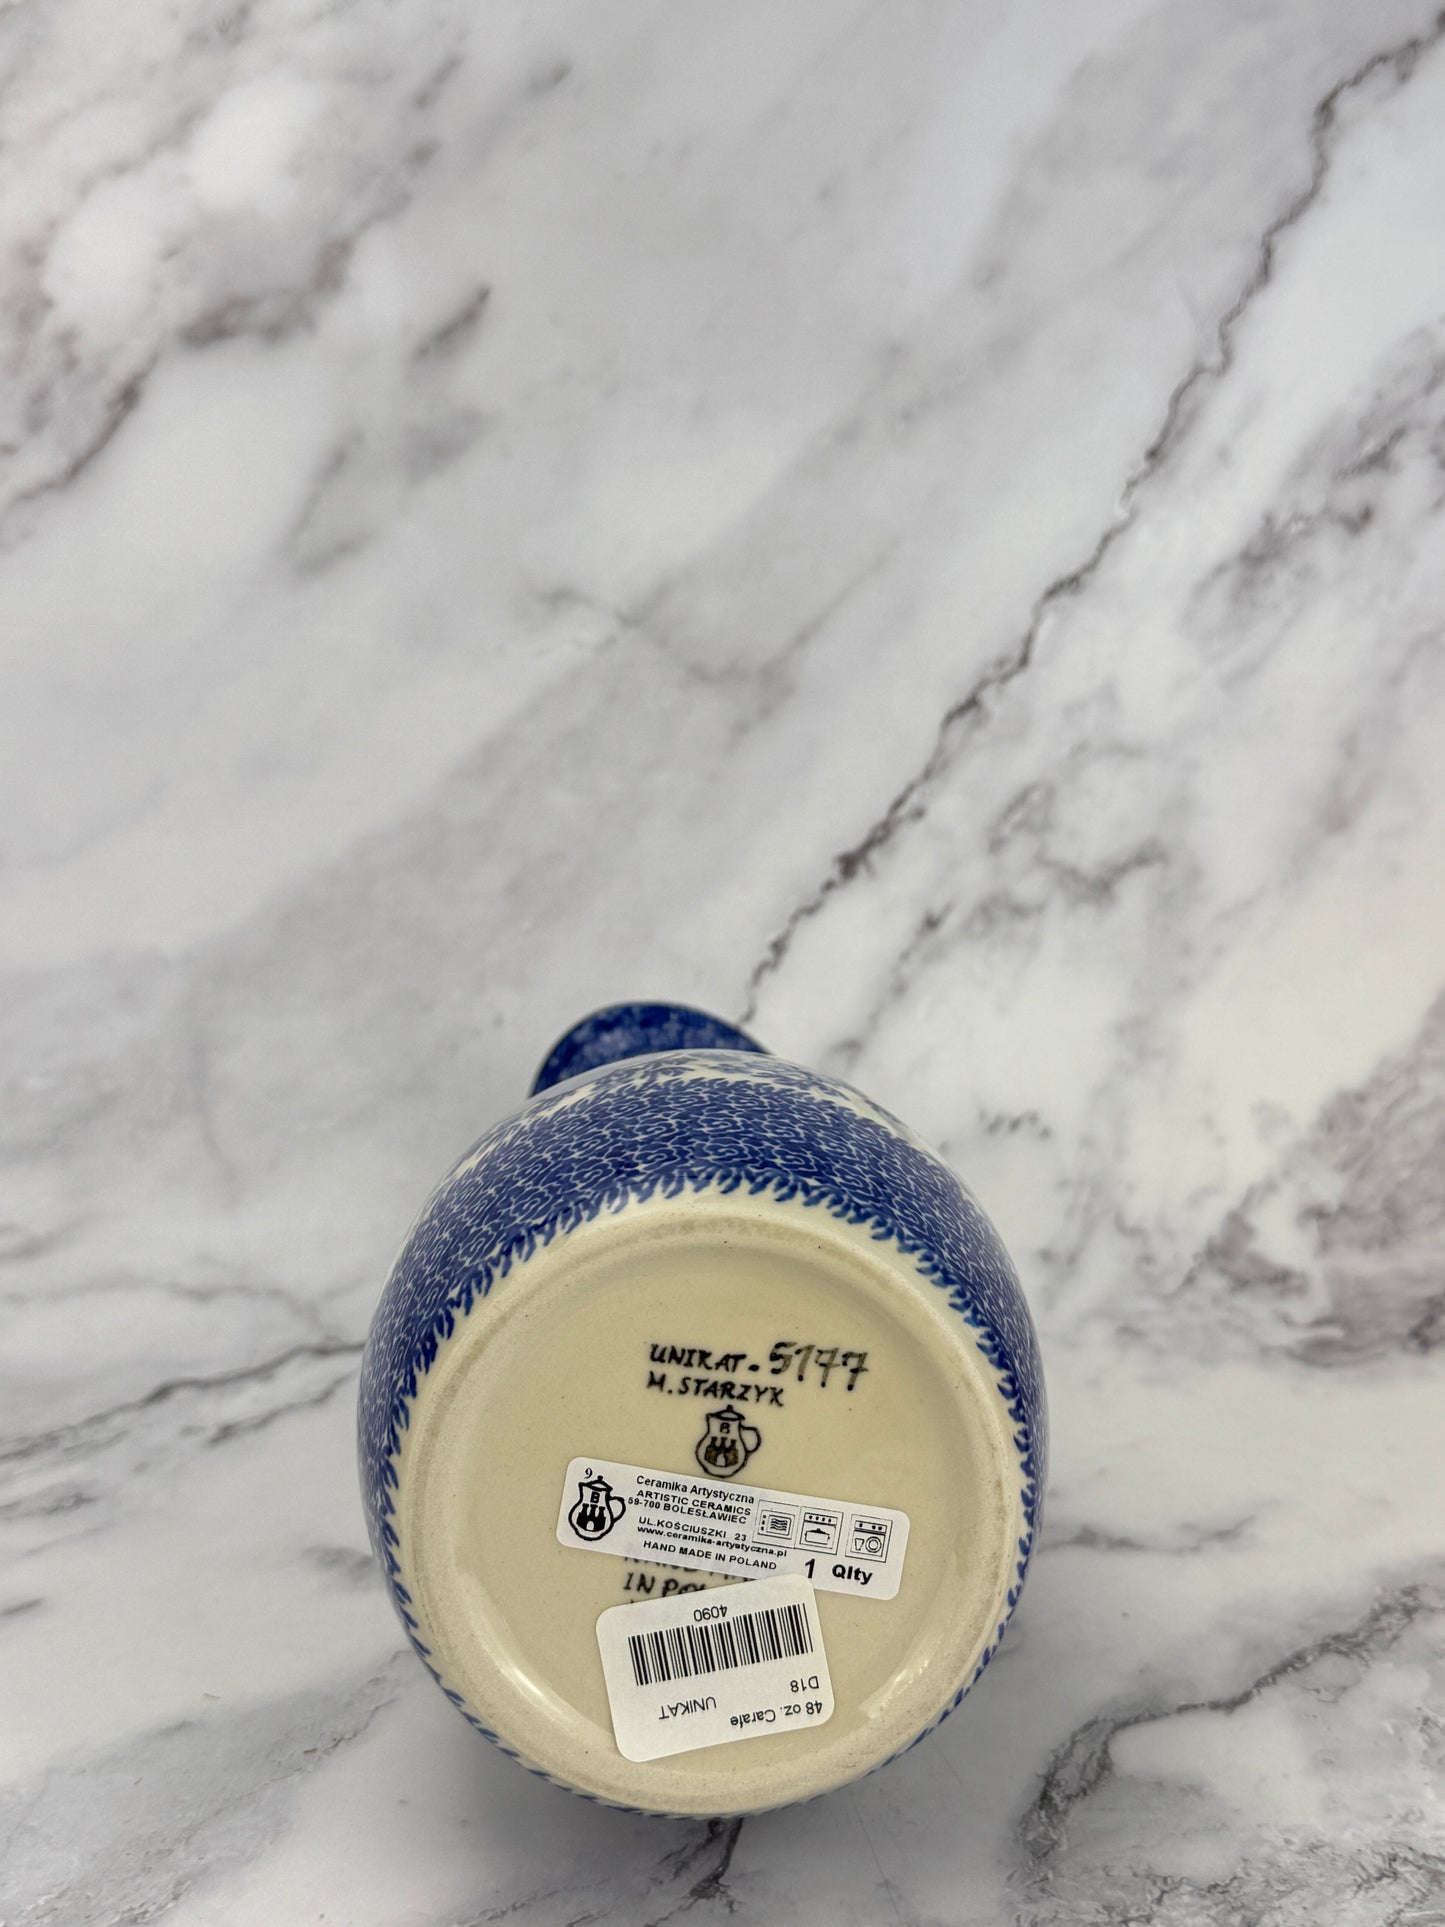 UNIKAT - 5177
M. STARZYK
B
9
B
Ceramika Artystyczna
ARTISTIC CERAMICS
59-700 BOLESŁAWIEC
UL.KOŚCIUSZKI 23
www.ceramika-artystyczna.pl
HAND MADE IN POLAND
1 Qlty
IN
48 oz. Carafe
UNIKAT
D18
4090